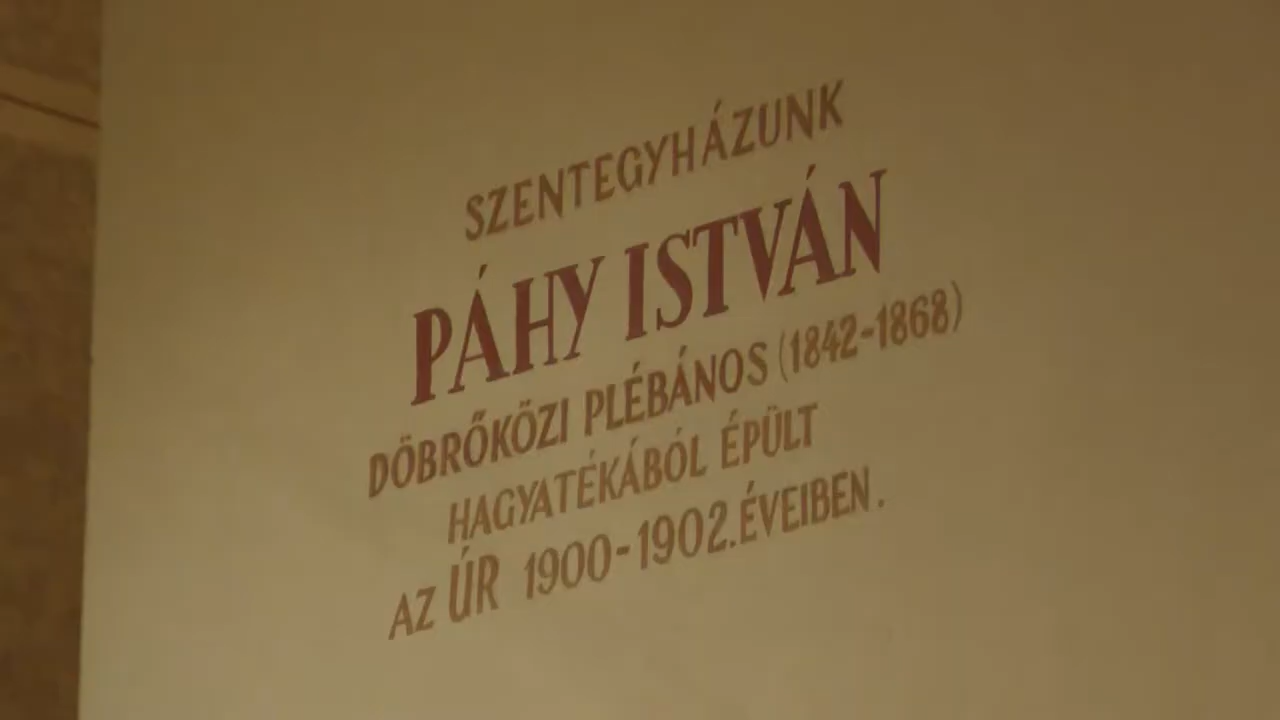 SZENTEGYHÁZUNK
PÁHY ISTVÁN
DÖBRŐKÖZI PLÉBÁNOS (1842-1868)
HAGYATÉKÁBÓL ÉPÜLT
AZ ÚR 1900-1902. ÉVEIBEN.